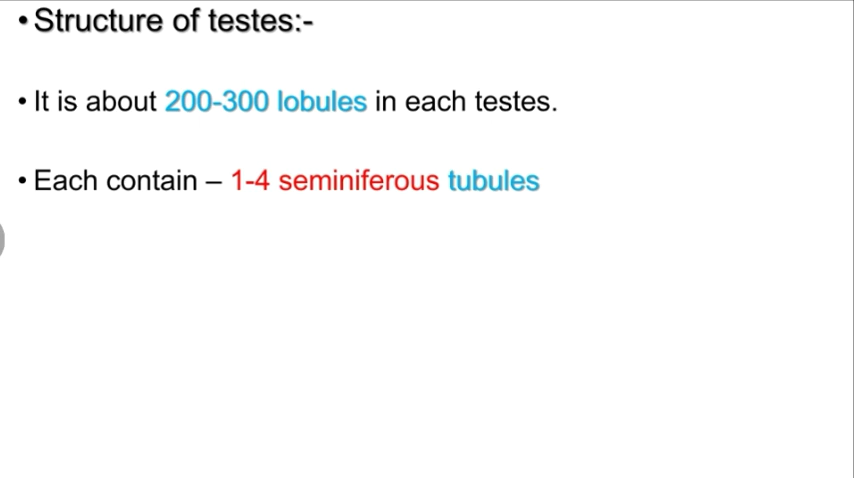 • Structure of testes:-
• It is about 200-300 lobules in each testes.
• Each contain – 1-4 seminiferous tubules